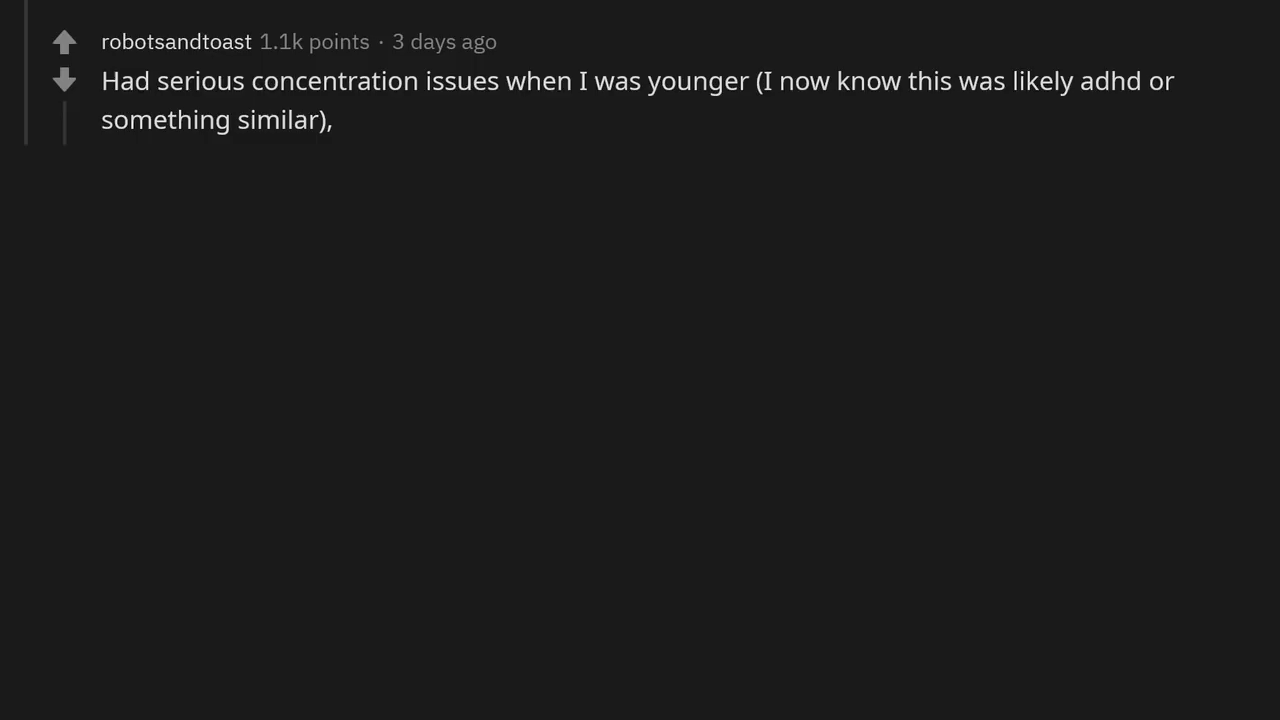 robotsandtoast 1.1k points · 3 days ago
Had serious concentration issues when I was younger (I now know this was likely adhd or
something similar),